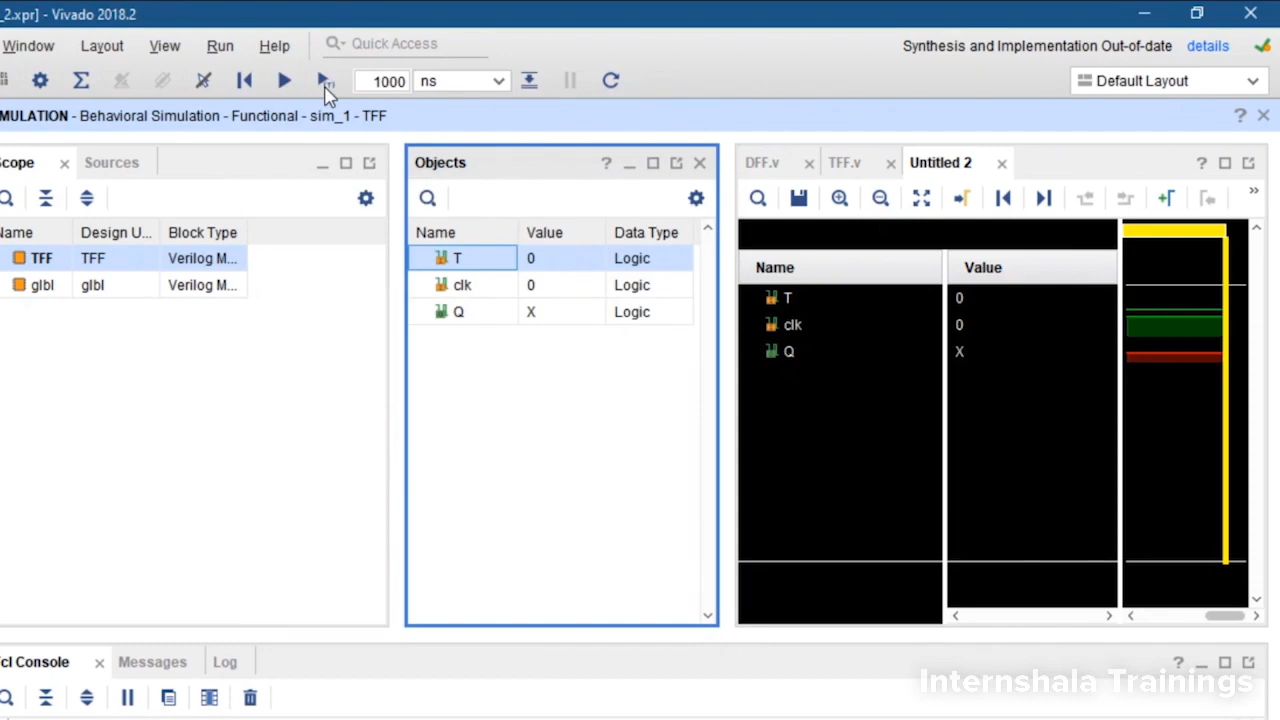 _2.xpr] - Vivado 2018.2
Window Layout View Run Help Quick Access
Synthesis and Implementation Out-of-date details
1000 ns Default Layout
MULATION - Behavioral Simulation - Functional - sim_1 - TFF
Scope Sources
Name Design U... Block Type
TFF TFF Verilog M...
glbl glbl Verilog M...
Objects
Name Value Data Type
T 0 Logic
clk 0 Logic
Q X Logic
DFF.v TFF.v Untitled 2
Name Value
T 0
clk 0
Q X
Tcl Console Messages Log
Internshala Trainings